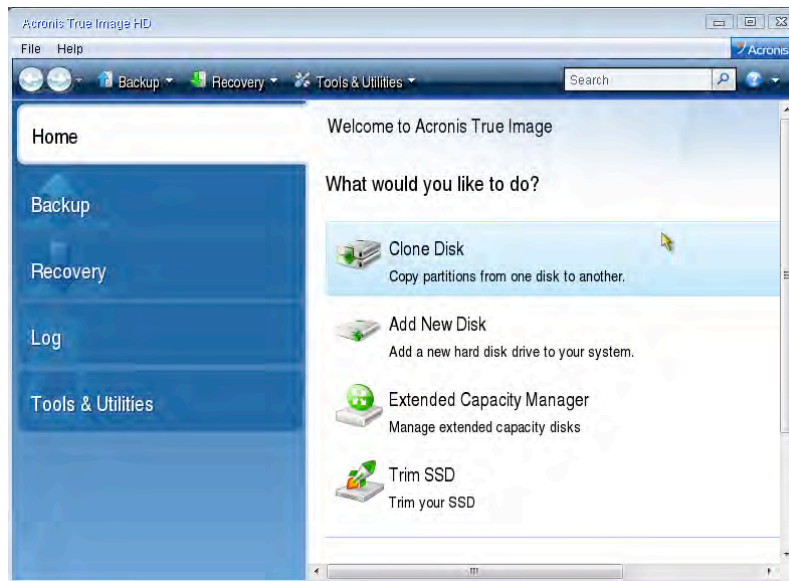 Acronis True Image HD
File Help
Acronis
Backup Recovery Tools & Utilities Search
Home
Backup
Recovery
Log
Tools & Utilities
Welcome to Acronis True Image
What would you like to do?
Clone Disk
Copy partitions from one disk to another.
Add New Disk
Add a new hard disk drive to your system.
Extended Capacity Manager
Manage extended capacity disks
Trim SSD
Trim your SSD